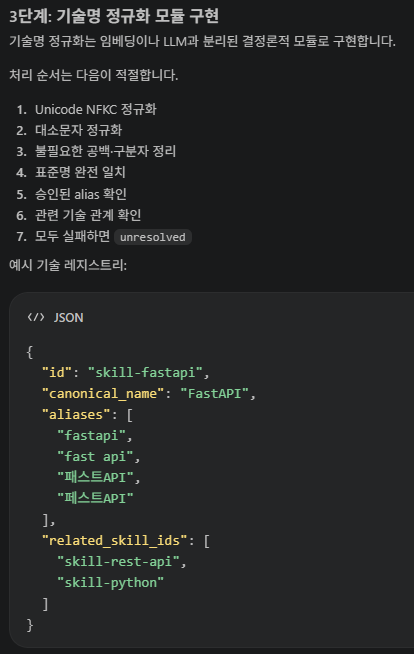 3단계: 기술명 정규화 모듈 구현
기술명 정규화는 임베딩이나 LLM과 분리된 결정론적 모듈로 구현합니다.
처리 순서는 다음이 적절합니다.
1. Unicode NFKC 정규화
2. 대소문자 정규화
3. 불필요한 공백·구분자 정리
4. 표준명 완전 일치
5. 승인된 alias 확인
6. 관련 기술 관계 확인
7. 모두 실패하면 unresolved
예시 기술 레지스트리:
</> JSON
{
  "id": "skill-fastapi",
  "canonical_name": "FastAPI",
  "aliases": [
    "fastapi",
    "fast api",
    "패스트API",
    "페스트API"
  ],
  "related_skill_ids": [
    "skill-rest-api",
    "skill-python"
  ]
}